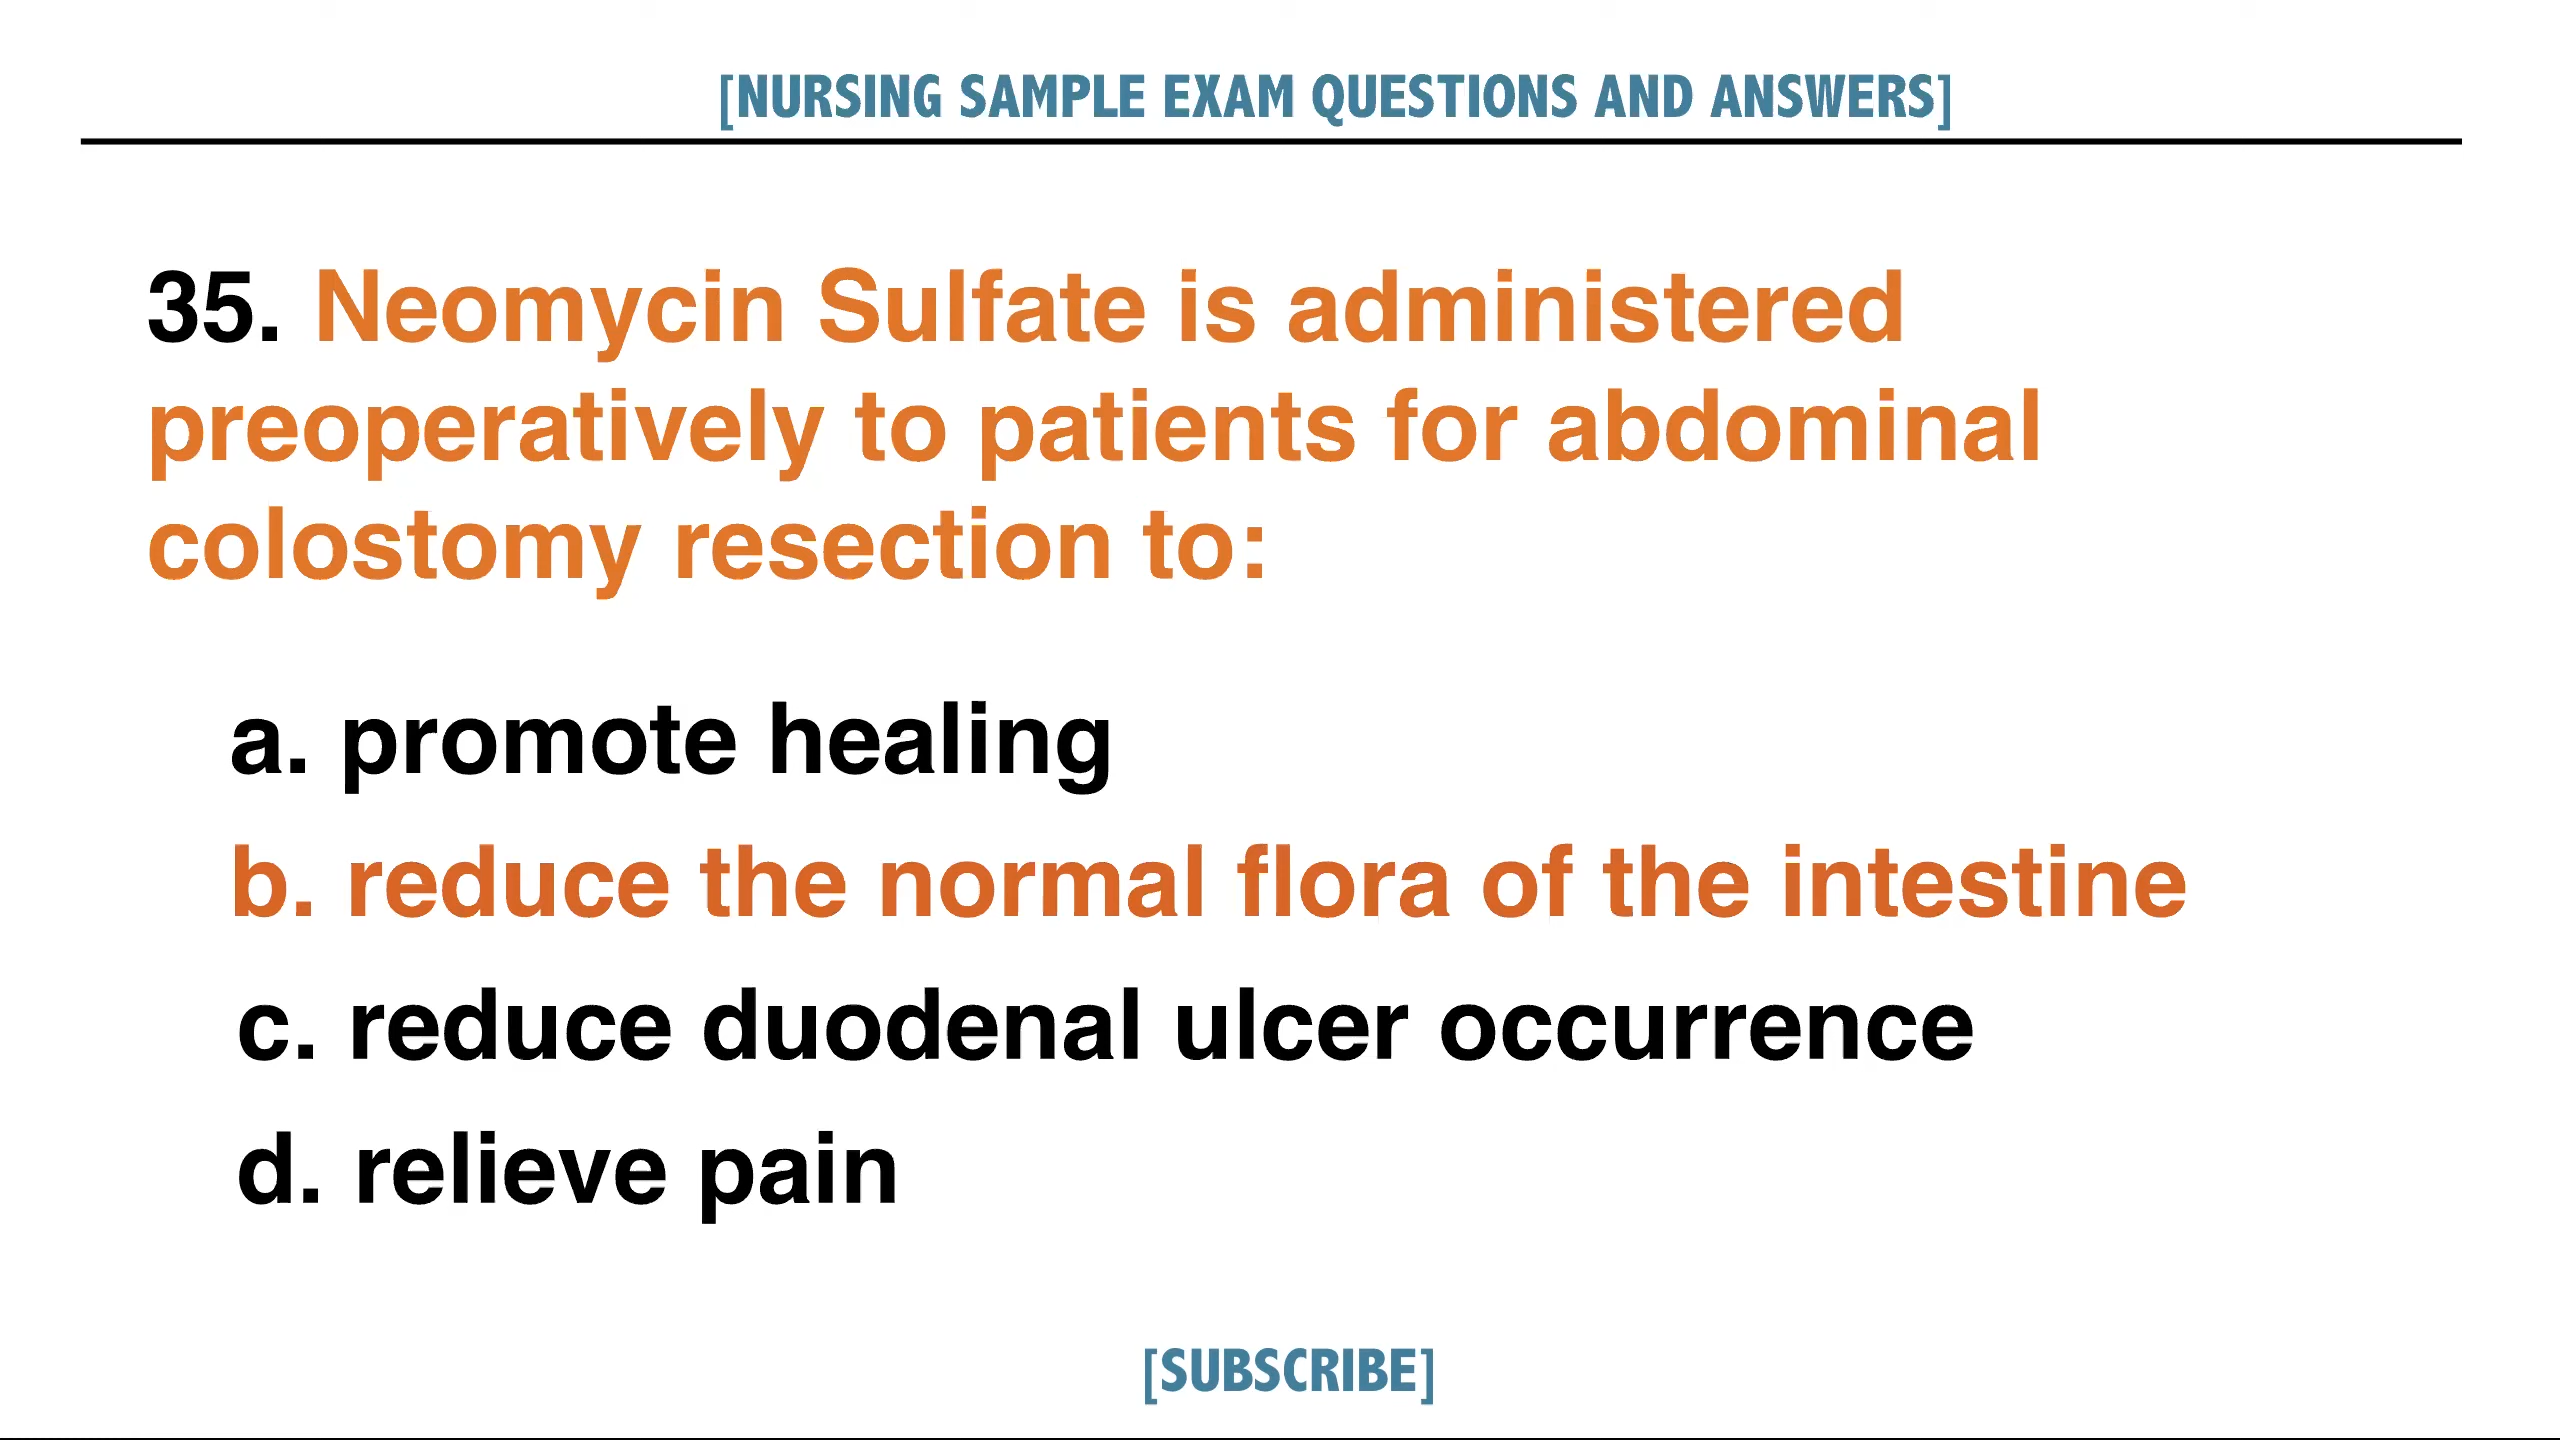 [NURSING SAMPLE EXAM QUESTIONS AND ANSWERS]
35. Neomycin Sulfate is administered
preoperatively to patients for abdominal
colostomy resection to:
a. promote healing
b. reduce the normal flora of the intestine
c. reduce duodenal ulcer occurrence
d. relieve pain
[SUBSCRIBE]